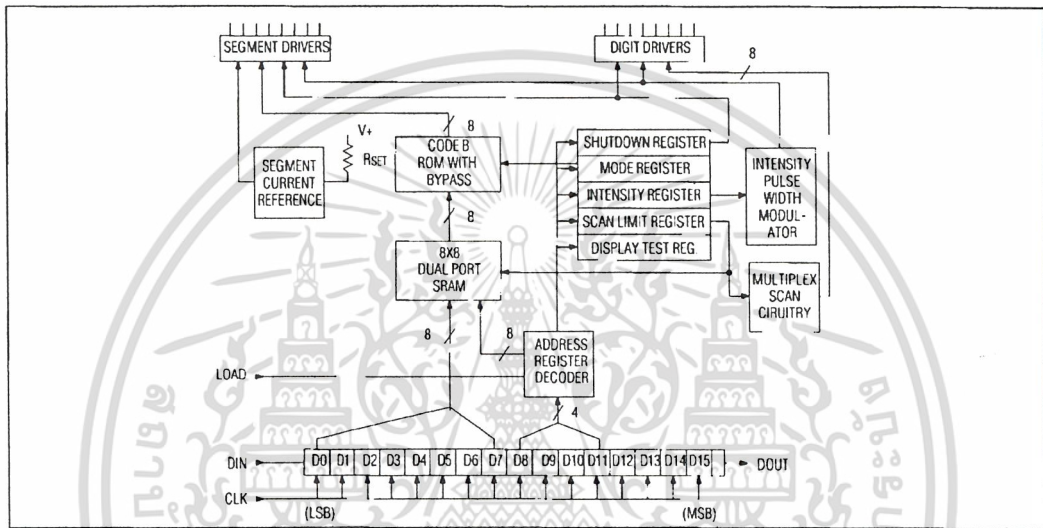 SEGMENT DRIVERS
DIGIT DRIVERS
8
8
V+
RSET
SEGMENT
CURRENT
REFERENCE
CODE B
ROM WITH
BYPASS
SHUTDOWN REGISTER
MODE REGISTER
INTENSITY REGISTER
SCAN LIMIT REGISTER
DISPLAY TEST REG.
INTENSITY
PULSE
WIDTH
MODUL-
ATOR
8
8X8
DUAL PORT
SRAM
MULTIPLEX
SCAN
CIRUITRY
8
8
ADDRESS
REGISTER
DECODER
LOAD
4
DIN
D0 D1 D2 D3 D4 D5 D6 D7 D8 D9 D10 D11 D12 D13 D14 D15
DOUT
CLK
(LSB)
(MSB)